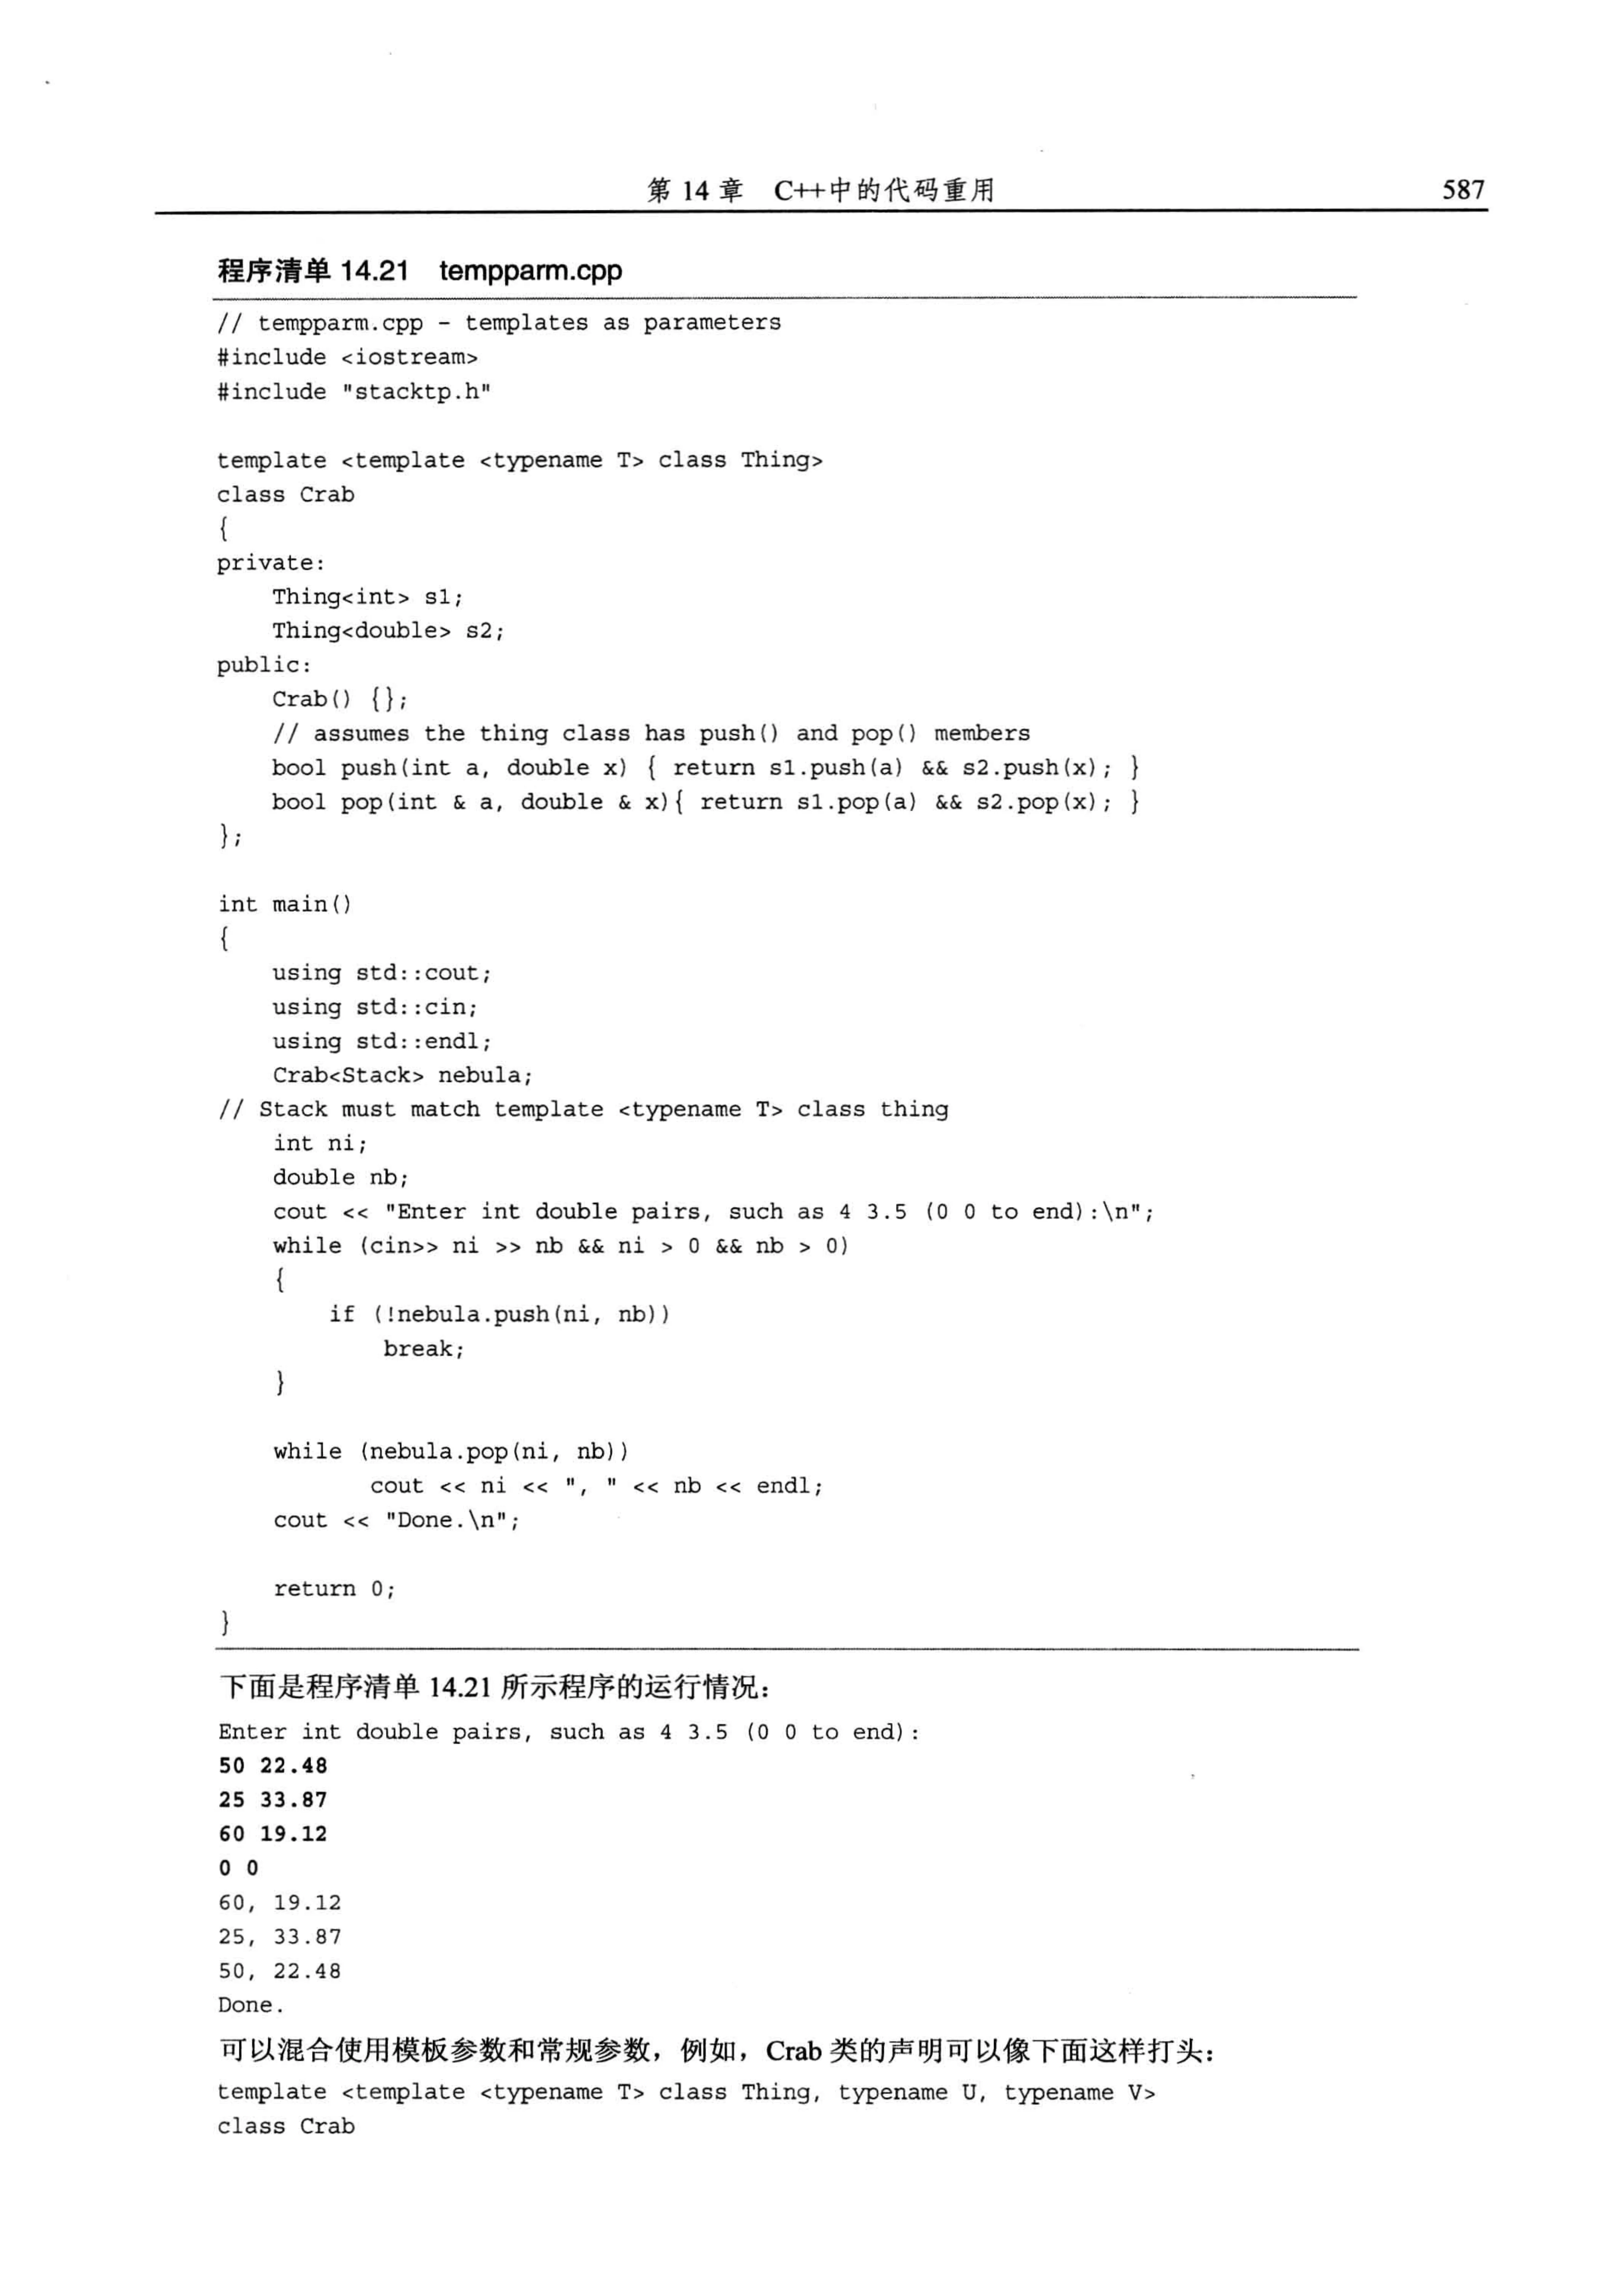 第 14 章 C++中的代码重用 587
程序清单 14.21 tempparm.cpp
// tempparm.cpp - templates as parameters
#include <iostream>
#include "stacktp.h"

template <template <typename T> class Thing>
class Crab
{
private:
    Thing<int> s1;
    Thing<double> s2;
public:
    Crab() {};
    // assumes the thing class has push() and pop() members
    bool push(int a, double x) { return s1.push(a) && s2.push(x); }
    bool pop(int & a, double & x){ return s1.pop(a) && s2.pop(x); }
};

int main()
{
    using std::cout;
    using std::cin;
    using std::endl;
    Crab<Stack> nebula;
// Stack must match template <typename T> class thing
    int ni;
    double nb;
    cout << "Enter int double pairs, such as 4 3.5 (0 0 to end):\n";
    while (cin>> ni >> nb && ni > 0 && nb > 0)
    {
        if (!nebula.push(ni, nb))
            break;
    }

    while (nebula.pop(ni, nb))
           cout << ni << ", " << nb << endl;
    cout << "Done.\n";

    return 0;
}
下面是程序清单 14.21 所示程序的运行情况：
Enter int double pairs, such as 4 3.5 (0 0 to end):
50 22.48
25 33.87
60 19.12
0 0
60, 19.12
25, 33.87
50, 22.48
Done.
可以混合使用模板参数和常规参数，例如，Crab 类的声明可以像下面这样打头：
template <template <typename T> class Thing, typename U, typename V>
class Crab